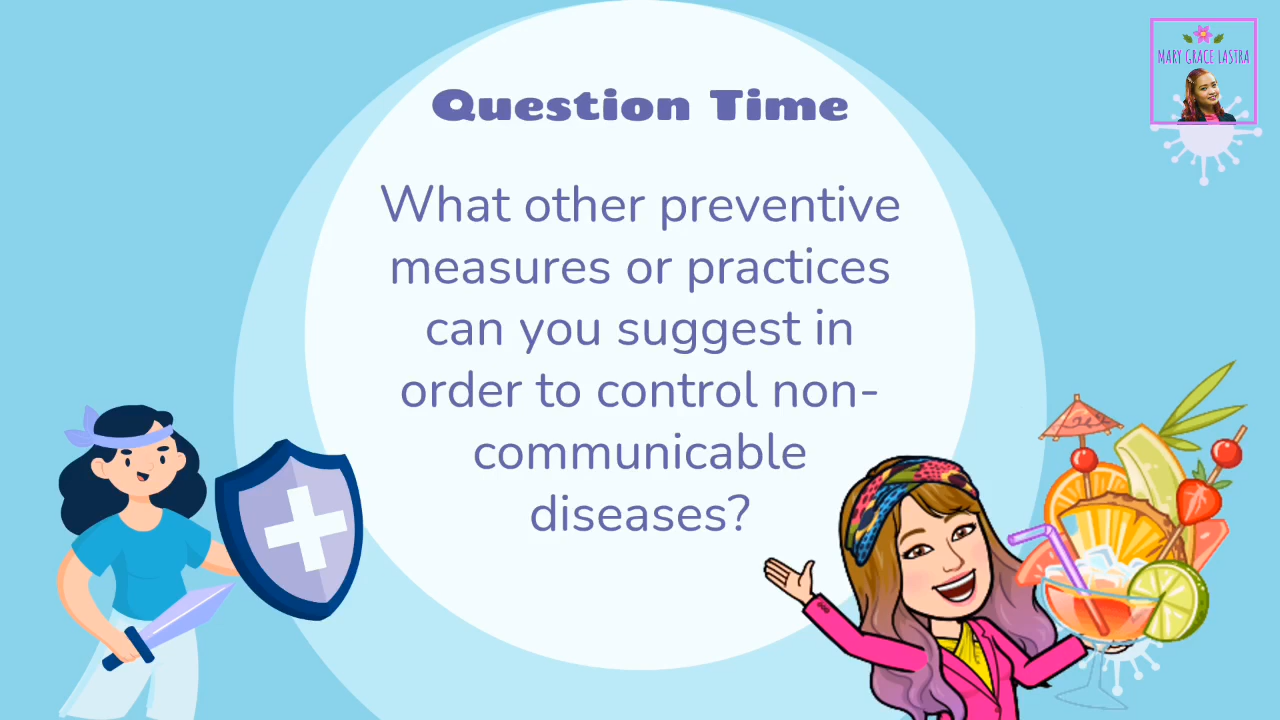 MARY GRACE LASTRA
Question Time
What other preventive
measures or practices
can you suggest in
order to control non-
communicable
diseases?